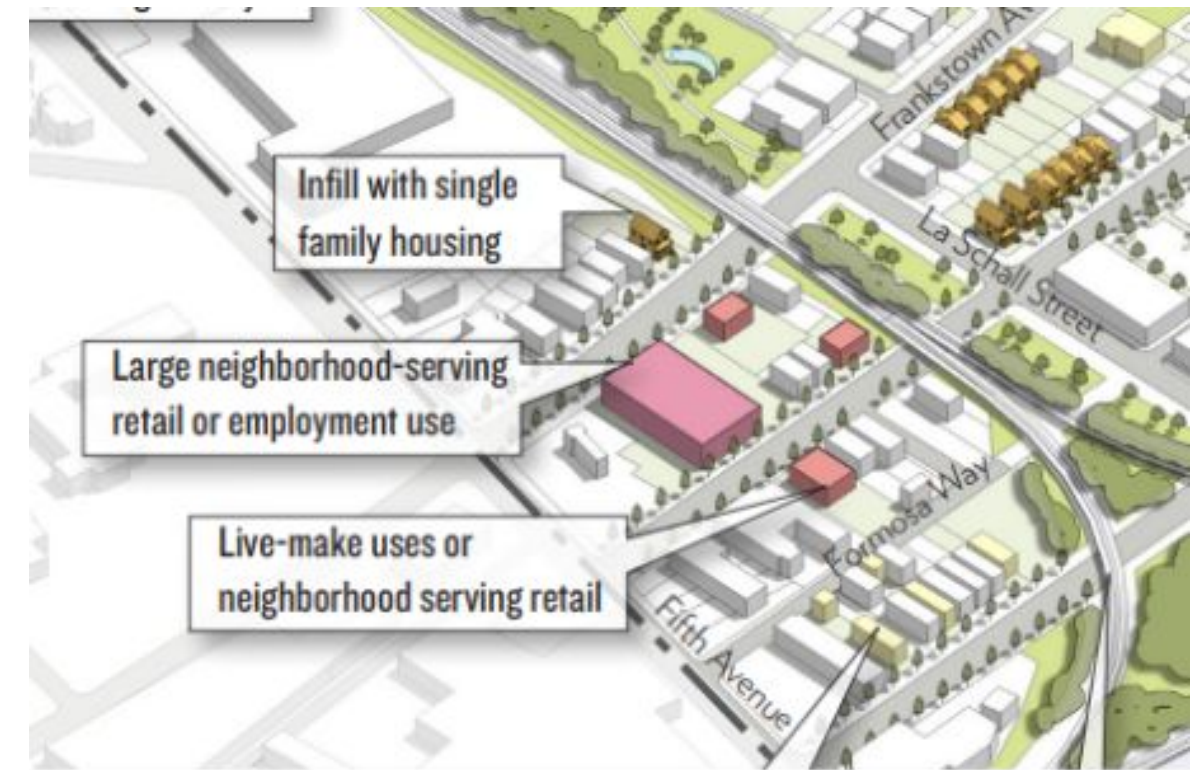 Frankstown
Infill with single
family housing
La Schall Street
Large neighborhood-serving
retail or employment use
Formosa Way
Live-make uses or
neighborhood serving retail
Fifth Avenue